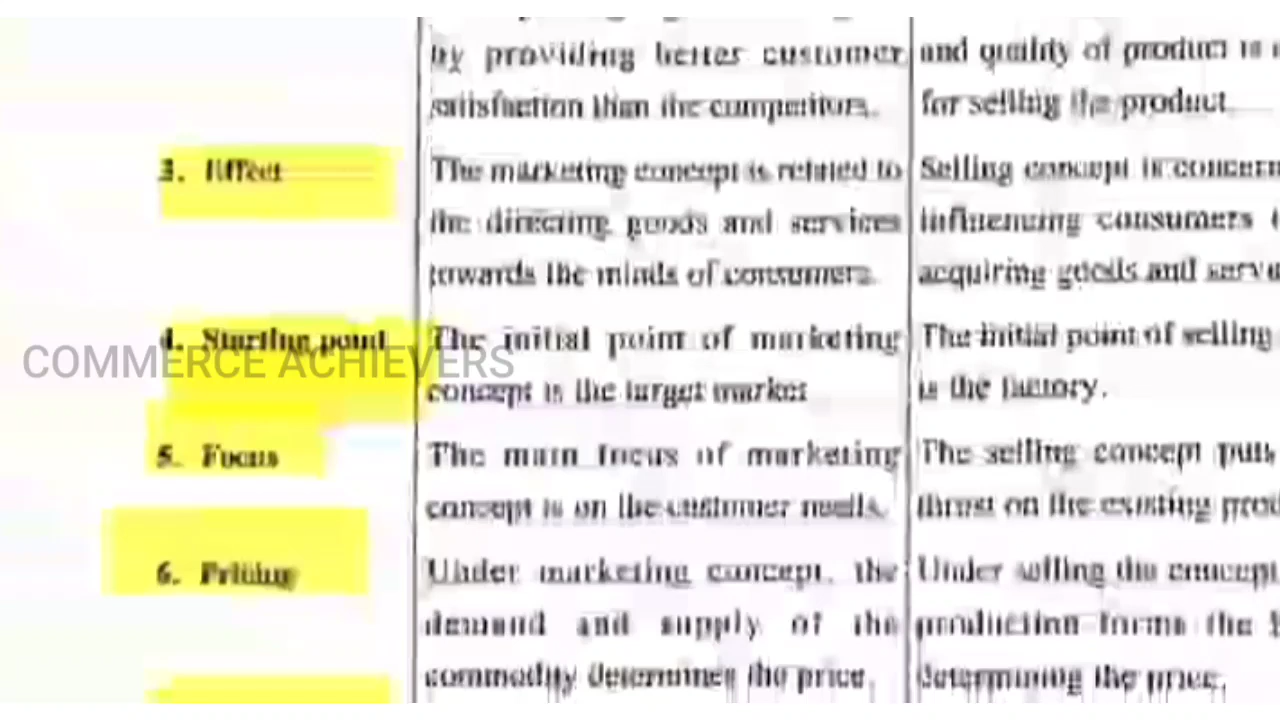 by providing better customer
satisfaction than the competitors.
and quality of product is
for selling the product.
3. Effect
The marketing concept is related to
the directing goods and services
towards the minds of consumers.
Selling concept is concern
influencing consumers
acquiring goods and serv
4. Starting point
The initial point of marketing
concept is the target market
The initial point of selling
is the factory.
COMMERCE ACHIEVERS
5. Focus
The main focus of marketing
concept is on the customer needs.
The selling concept puts
thrust on the existing prod
6. Pricing
Under marketing concept, the
demand and supply of the
commodity determines the price.
Under selling the concept
production forms the
determining the price.